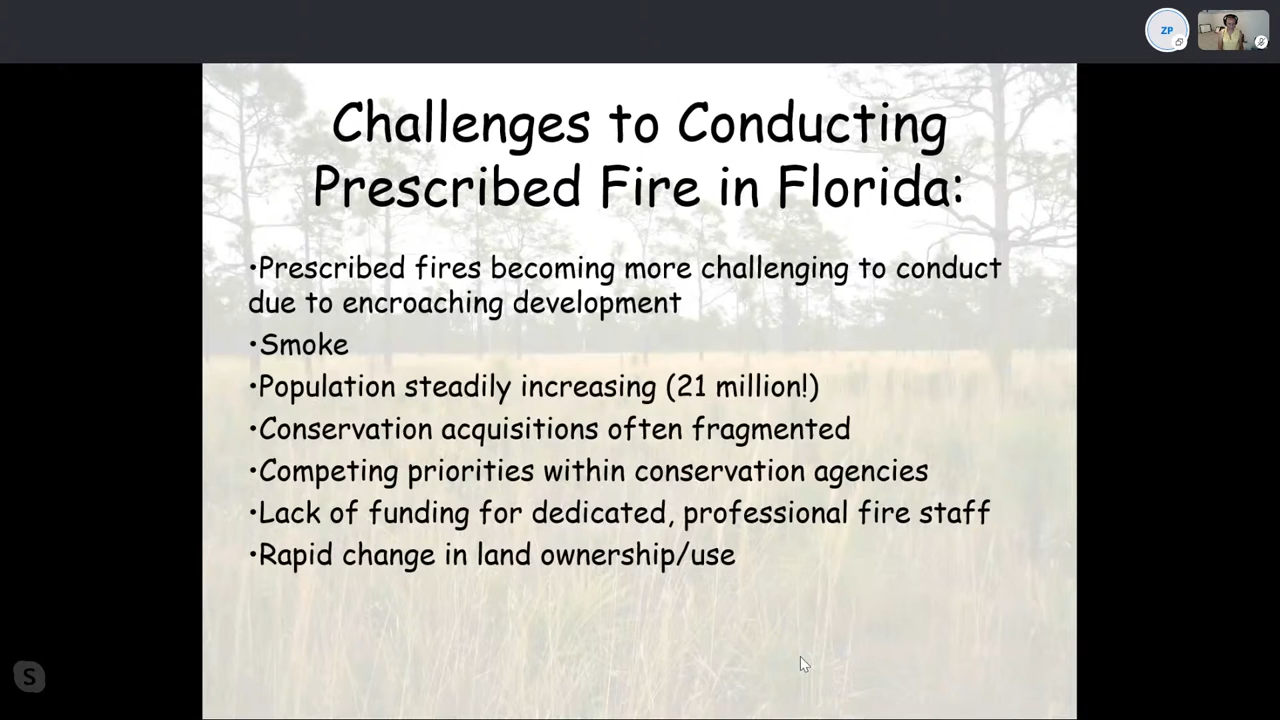 ZP
Challenges to Conducting
Prescribed Fire in Florida:
•Prescribed fires becoming more challenging to conduct
due to encroaching development
•Smoke
•Population steadily increasing (21 million!)
•Conservation acquisitions often fragmented
•Competing priorities within conservation agencies
•Lack of funding for dedicated, professional fire staff
•Rapid change in land ownership/use
S